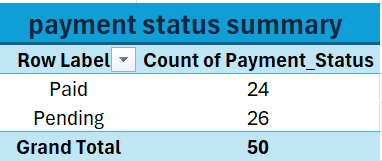 payment status summary
Row Label Count of Payment_Status
Paid 24
Pending 26
Grand Total 50